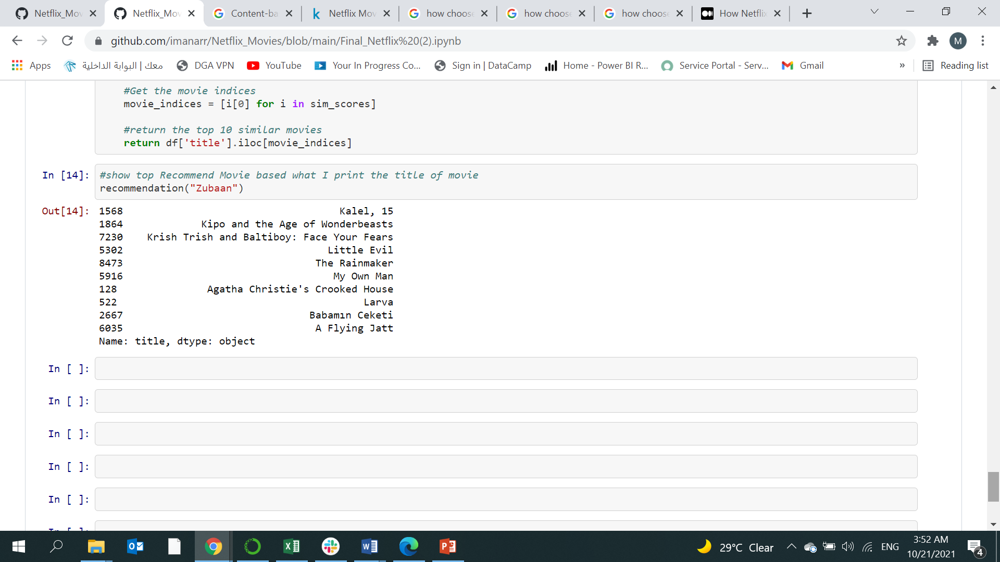 Netflix_Mov
Netflix_Mov
Content-ba
Netflix Mov
how choose
how choose
how choose
How Netflix
github.com/imanarr/Netflix_Movies/blob/main/Final_Netflix%20(2).ipynb
M
Apps
معك | البوابة الداخلية
DGA VPN
YouTube
Your In Progress Co...
Sign in | DataCamp
Home - Power BI R...
Service Portal - Serv...
Gmail
»
Reading list
#Get the movie indices
movie_indices = [i[0] for i in sim_scores]
#return the top 10 similar movies
return df['title'].iloc[movie_indices]
In [14]: #show top Recommend Movie based what I print the title of movie
recommendation("Zubaan")
Out[14]: 1568 Kalel, 15
1864 Kipo and the Age of Wonderbeasts
7230 Krish Trish and Baltiboy: Face Your Fears
5302 Little Evil
8473 The Rainmaker
5916 My Own Man
128 Agatha Christie's Crooked House
522 Larva
2667 Babamın Ceketi
6035 A Flying Jatt
Name: title, dtype: object
In [ ]:
In [ ]:
In [ ]:
In [ ]:
In [ ]:
In [ ]:
29°C Clear
ENG
3:52 AM
10/21/2021
4